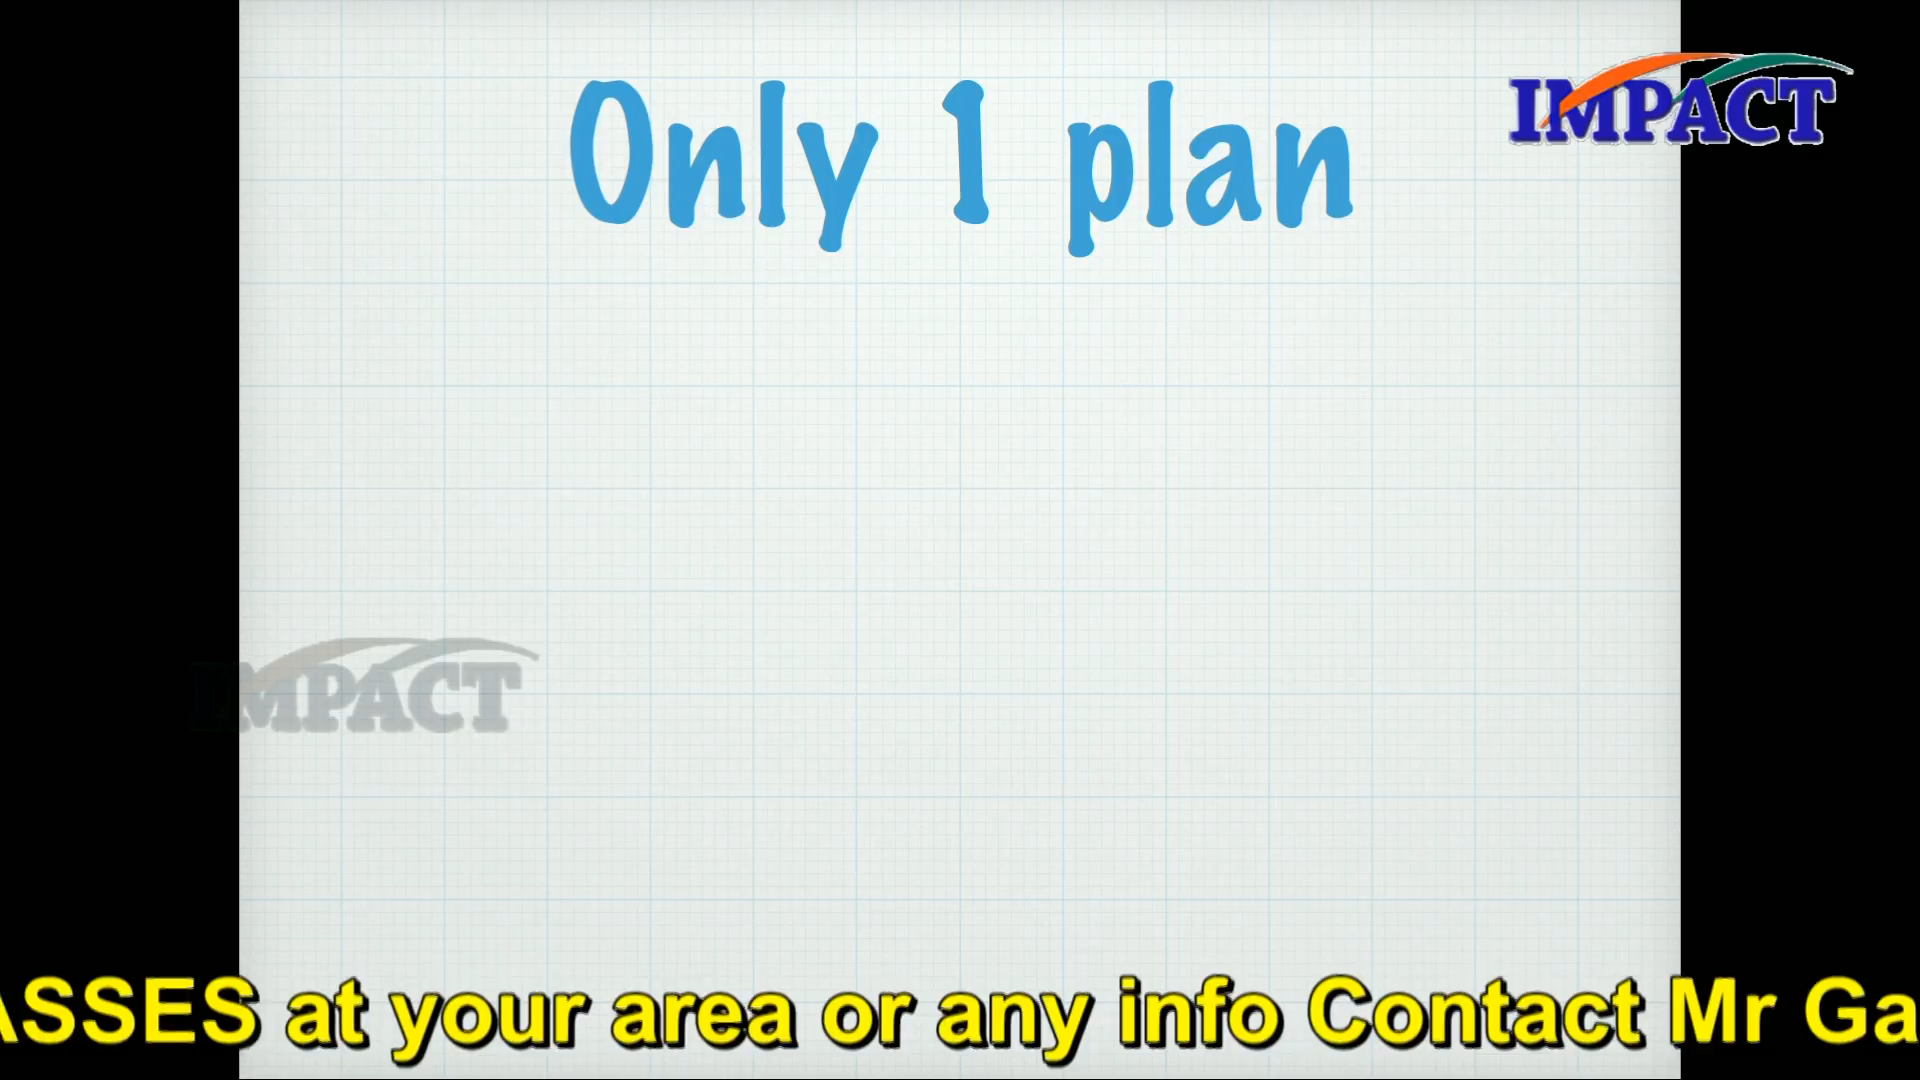 Only 1 plan
IMPACT
IMPACT
ASSES at your area or any info Contact Mr Ga